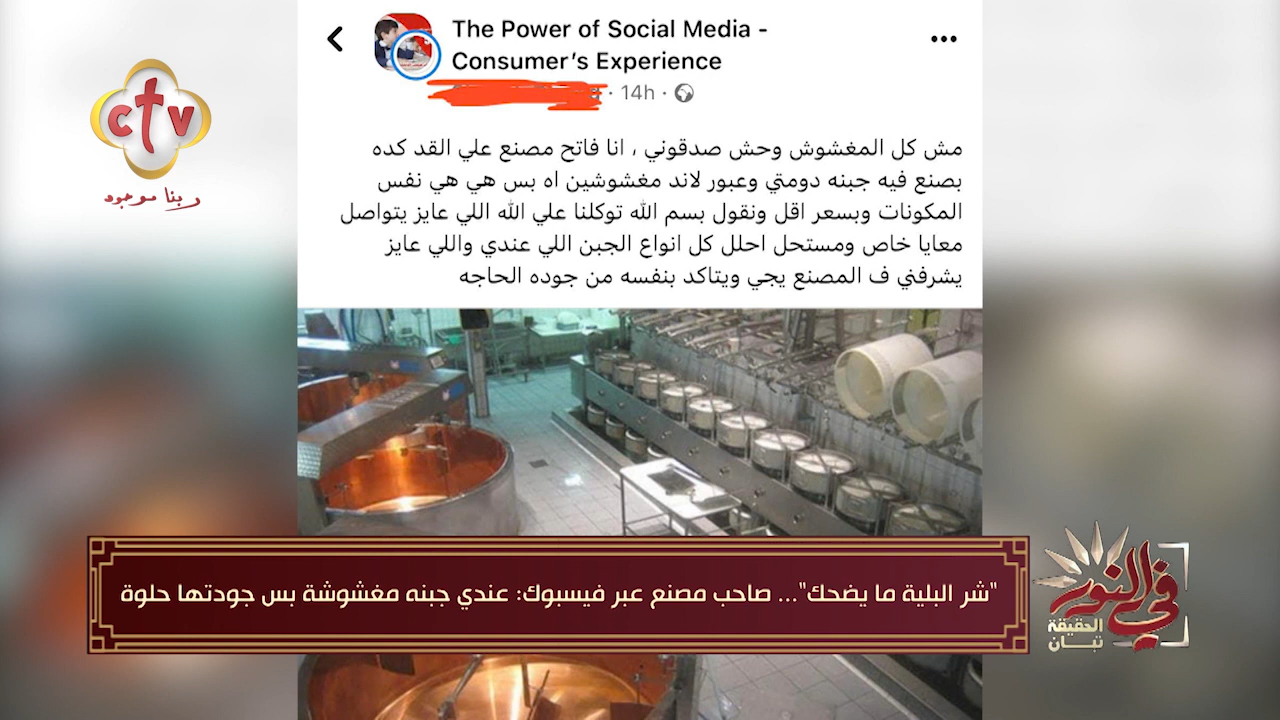 The Power of Social Media -
Consumer's Experience
· 14h ·
مش كل المغشوش وحش صدقوني ، انا فاتح مصنع علي القد كده
بصنع فيه جبنه دومتي وعبور لاند مغشوشين اه بس هي هي نفس
المكونات وبسعر اقل ونقول بسم الله توكلنا علي الله اللي عايز يتواصل
معايا خاص ومستحل احلل كل انواع الجبن اللي عندي واللي عايز
يشرفني ف المصنع يجي ويتاكد بنفسه من جوده الحاجه
ctv
ربنا موجود
"شر البلية ما يضحك"... صاحب مصنع عبر فيسبوك: عندي جبنه مغشوشة بس جودتها حلوة
في النور
الحقيقة
تبان